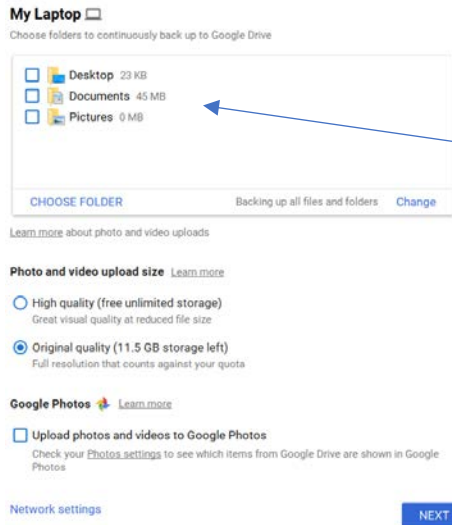 My Laptop
Choose folders to continuously back up to Google Drive
Desktop 23 KB
Documents 45 MB
Pictures 0 MB
CHOOSE FOLDER Backing up all files and folders Change
Learn more about photo and video uploads
Photo and video upload size Learn more
High quality (free unlimited storage)
Great visual quality at reduced file size
Original quality (11.5 GB storage left)
Full resolution that counts against your quota
Google Photos Learn more
Upload photos and videos to Google Photos
Check your Photos settings to see which items from Google Drive are shown in Google
Photos
Network settings NEXT